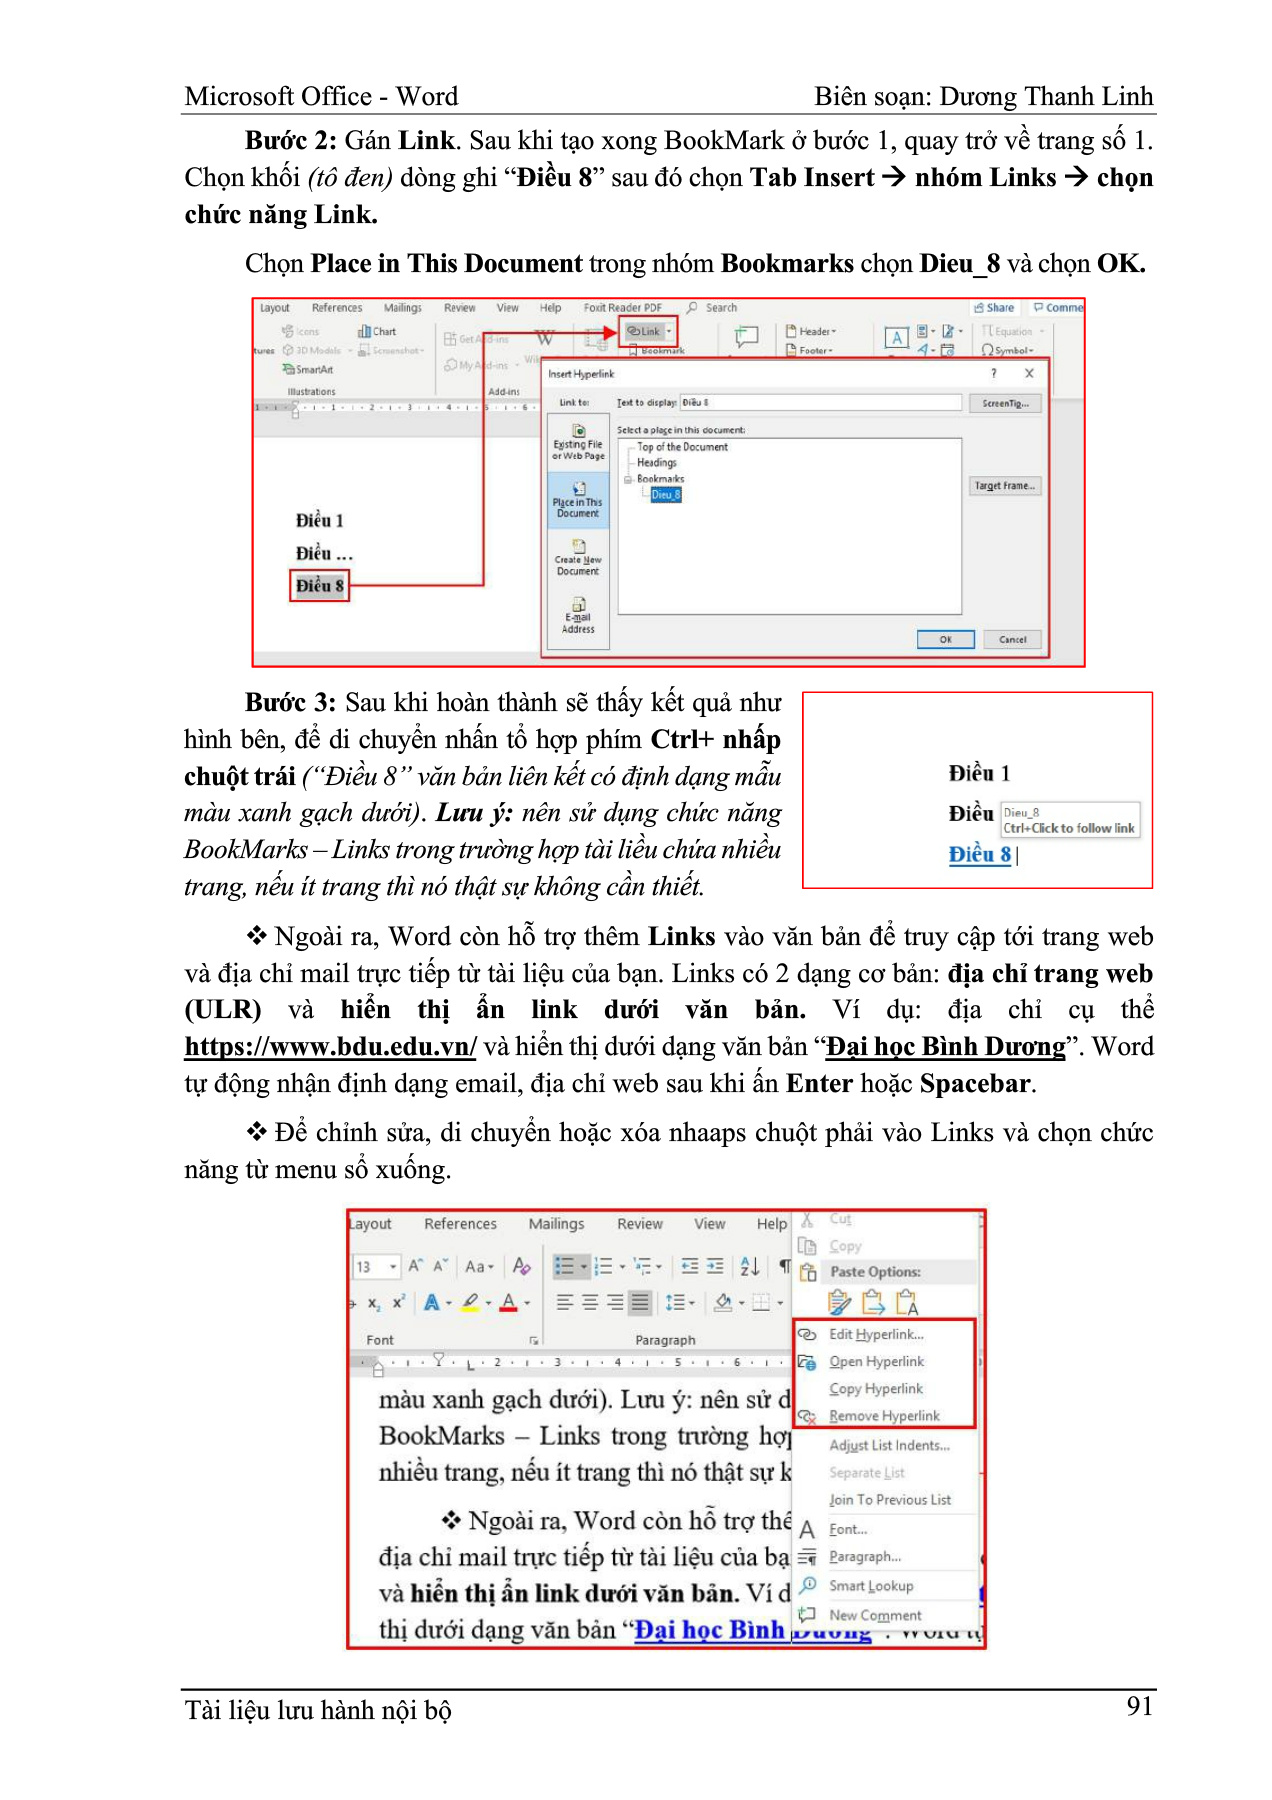 Microsoft Office - Word Biên soạn: Dương Thanh Linh
Bước 2: Gán Link. Sau khi tạo xong BookMark ở bước 1, quay trở về trang số 1.
Chọn khối (tô đen) dòng ghi “Điều 8” sau đó chọn Tab Insert → nhóm Links → chọn
chức năng Link.
Chọn Place in This Document trong nhóm Bookmarks chọn Dieu_8 và chọn OK.
Layout References Mailings Review View Help Foxit Reader PDF Search Share Comme
Icons Chart Get Add-ins Link Header Equation
tures 3D Models Screenshot My Add-ins Bookmark Footer Symbol
SmartArt
Illustrations Add-ins
Insert Hyperlink ? X
Link to: Text to display: Điều 8 ScreenTip...
Select a place in this document:
Existing File
or Web Page
Top of the Document
Headings
Bookmarks
Dieu_8
Target Frame...
Place in This
Document
Create New
Document
E-mail
Address
OK Cancel
Điều 1
Điều ...
Điều 8
Bước 3: Sau khi hoàn thành sẽ thấy kết quả như
hình bên, để di chuyển nhấn tổ hợp phím Ctrl+ nhấp
chuột trái (“Điều 8” văn bản liên kết có định dạng mẫu
màu xanh gạch dưới). Lưu ý: nên sử dụng chức năng
BookMarks – Links trong trường hợp tài liều chứa nhiều
trang, nếu ít trang thì nó thật sự không cần thiết.
Điều 1
Điều
Dieu_8
Ctrl+Click to follow link
Điều 8
❖ Ngoài ra, Word còn hỗ trợ thêm Links vào văn bản để truy cập tới trang web
và địa chỉ mail trực tiếp từ tài liệu của bạn. Links có 2 dạng cơ bản: địa chỉ trang web
(ULR) và hiển thị ẩn link dưới văn bản. Ví dụ: địa chỉ cụ thể
https://www.bdu.edu.vn/ và hiển thị dưới dạng văn bản “Đại học Bình Dương”. Word
tự động nhận định dạng email, địa chỉ web sau khi ấn Enter hoặc Spacebar.
❖ Để chỉnh sửa, di chuyển hoặc xóa nhaaps chuột phải vào Links và chọn chức
năng từ menu sổ xuống.
Layout References Mailings Review View Help
13
Font Paragraph
màu xanh gạch dưới). Lưu ý: nên sử d
BookMarks – Links trong trường hợp
nhiều trang, nếu ít trang thì nó thật sự k
❖ Ngoài ra, Word còn hỗ trợ thê
địa chỉ mail trực tiếp từ tài liệu của bạ
và hiển thị ẩn link dưới văn bản. Ví d
thị dưới dạng văn bản “Đại học Bình Dương”. Word tự
Cut
Copy
Paste Options:
Edit Hyperlink...
Open Hyperlink
Copy Hyperlink
Remove Hyperlink
Adjust List Indents...
Separate List
Join To Previous List
Font...
Paragraph...
Smart Lookup
New Comment
Tài liệu lưu hành nội bộ 91